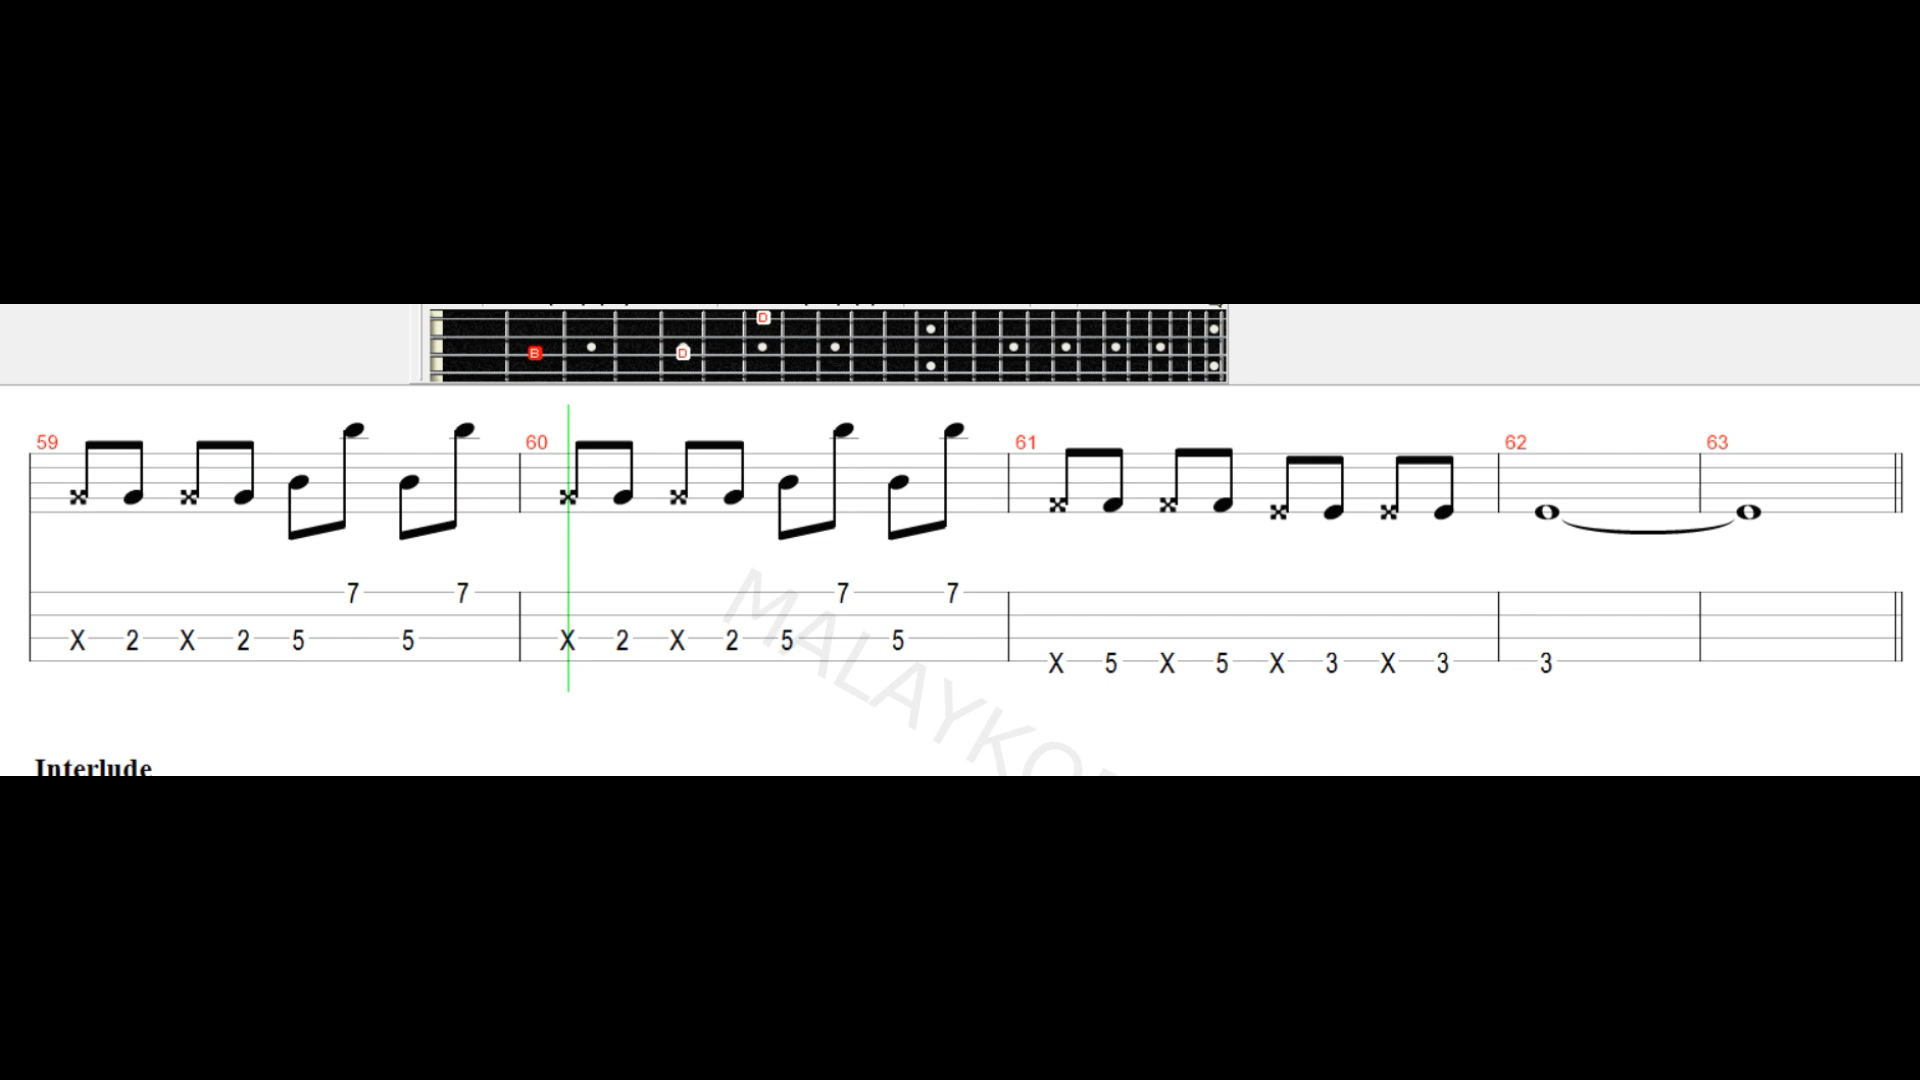 D
B D
59 60 61 62 63
7 7 7 7
X 2 X 2 5 5 X 2 X 2 5 5
X 5 X 5 X 3 X 3 3
MALAYKO
Interlude